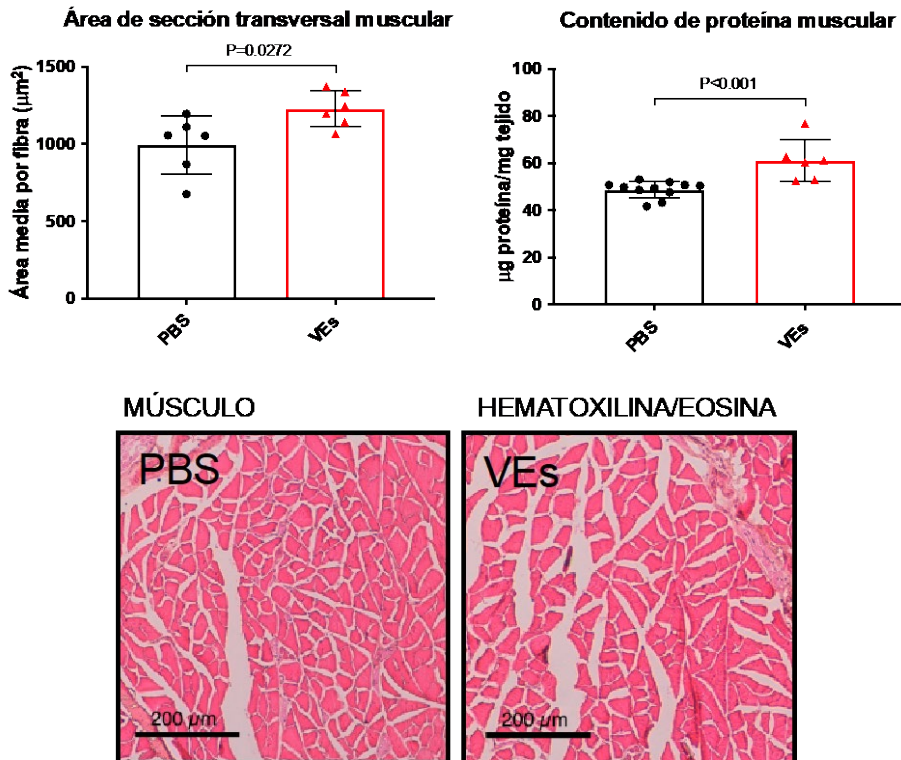 Área de sección transversal muscular
P=0.0272
1500
1000
500
0
Área media por fibra (µm²)
PBS
VEs
Contenido de proteína muscular
P<0.001
100
80
60
40
20
0
µg proteína/mg tejido
PBS
VEs
MÚSCULO
HEMATOXILINA/EOSINA
PBS
VEs
200 µm
200 µm